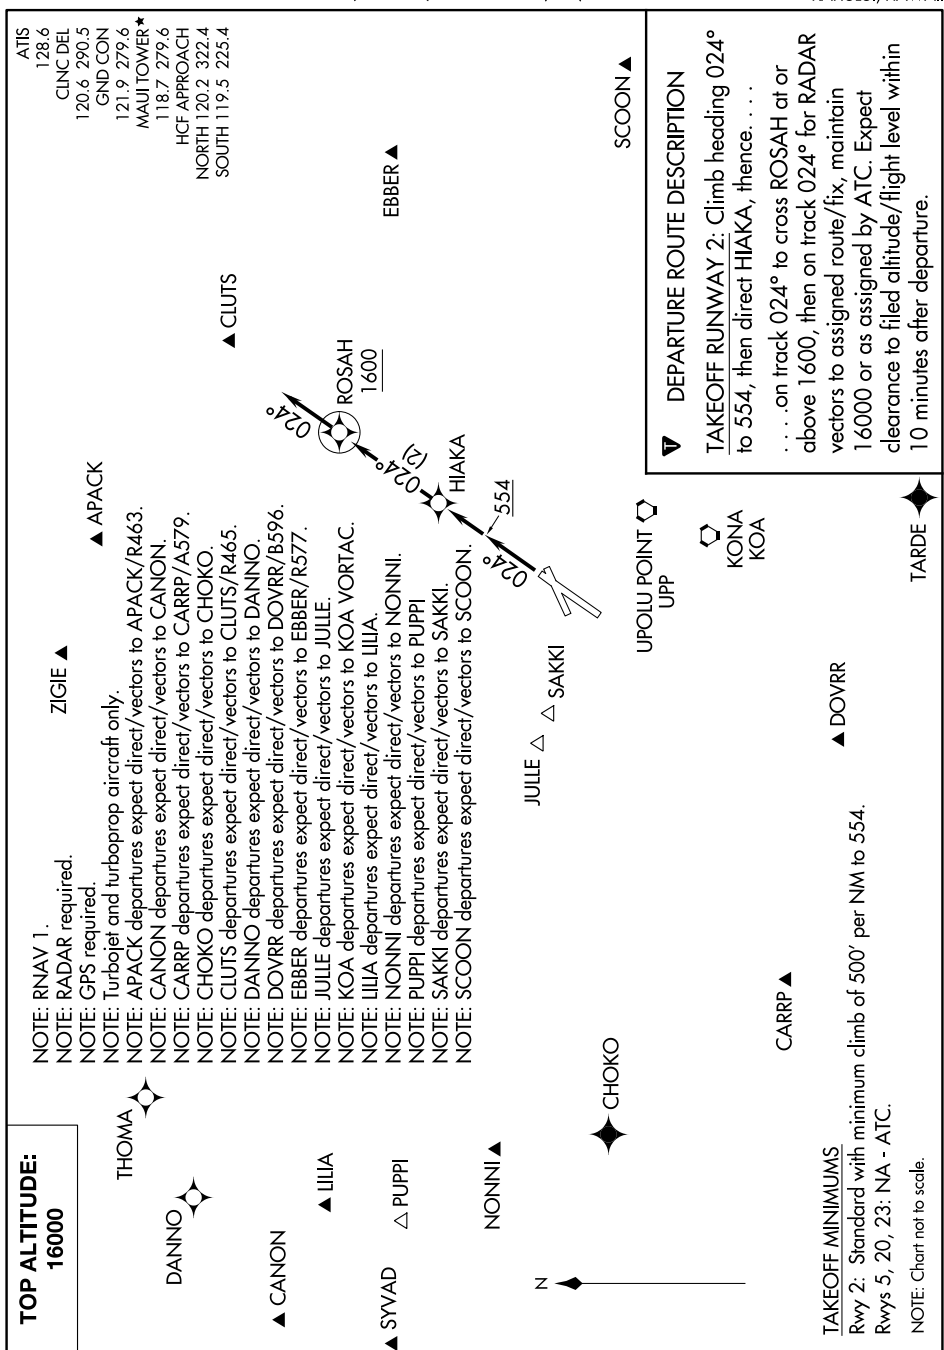 TOP ALTITUDE:
16000
ATIS
128.6
CLNC DEL
120.6 290.5
GND CON
121.9 279.6
MAUI TOWER★
118.7 279.6
HCF APPROACH
NORTH 120.2 322.4
SOUTH 119.5 225.4
NOTE: RNAV 1.
NOTE: RADAR required.
NOTE: GPS required.
NOTE: Turbojet and turboprop aircraft only.
NOTE: APACK departures expect direct/vectors to APACK/R463.
NOTE: CANON departures expect direct/vectors to CANON.
NOTE: CARRP departures expect direct/vectors to CARRP/A579.
NOTE: CHOKO departures expect direct/vectors to CHOKO.
NOTE: CLUTS departures expect direct/vectors to CLUTS/R465.
NOTE: DANNO departures expect direct/vectors to DANNO.
NOTE: DOVRR departures expect direct/vectors to DOVRR/B596.
NOTE: EBBER departures expect direct/vectors to EBBER/R577.
NOTE: JULLE departures expect direct/vectors to JULLE.
NOTE: KOA departures expect direct/vectors to KOA VORTAC.
NOTE: LILIA departures expect direct/vectors to LILIA.
NOTE: NONNI departures expect direct/vectors to NONNI.
NOTE: PUPPI departures expect direct/vectors to PUPPI
NOTE: SAKKI departures expect direct/vectors to SAKKI.
NOTE: SCOON departures expect direct/vectors to SCOON.
ZIGIE
APACK
CLUTS
EBBER
SCOON
THOMA
DANNO
CANON
LILIA
SYVAD
PUPPI
NONNI
CHOKO
CARRP
DOVRR
TARDE
JULLE
SAKKI
024°
ROSAH
1600
024°
(2)
HIAKA
554
024°
UPOLU POINT
UPP
KONA
KOA
N
TAKEOFF MINIMUMS
Rwy 2: Standard with minimum climb of 500' per NM to 554.
Rwys 5, 20, 23: NA - ATC.
NOTE: Chart not to scale.
T
DEPARTURE ROUTE DESCRIPTION
TAKEOFF RUNWAY 2: Climb heading 024°
to 554, then direct HIAKA, thence. . . .
. . . .on track 024° to cross ROSAH at or
above 1600, then on track 024° for RADAR
vectors to assigned route/fix, maintain
16000 or as assigned by ATC. Expect
clearance to filed altitude/flight level within
10 minutes after departure.